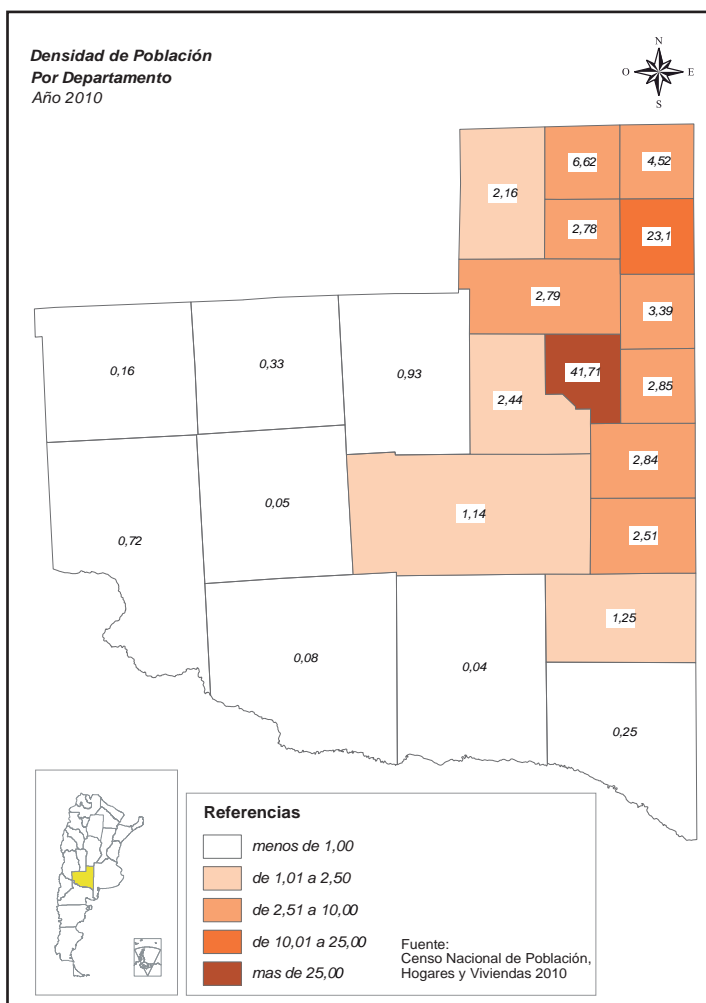 Densidad de Población
Por Departamento
Año 2010
N
O
E
S
6,62
4,52
2,16
2,78
23,1
2,79
3,39
0,16
0,33
0,93
41,71
2,44
2,85
2,84
0,05
1,14
0,72
2,51
1,25
0,08
0,04
0,25
Referencias
menos de 1,00
de 1,01 a 2,50
de 2,51 a 10,00
de 10,01 a 25,00
mas de 25,00
Fuente:
Censo Nacional de Población,
Hogares y Viviendas 2010